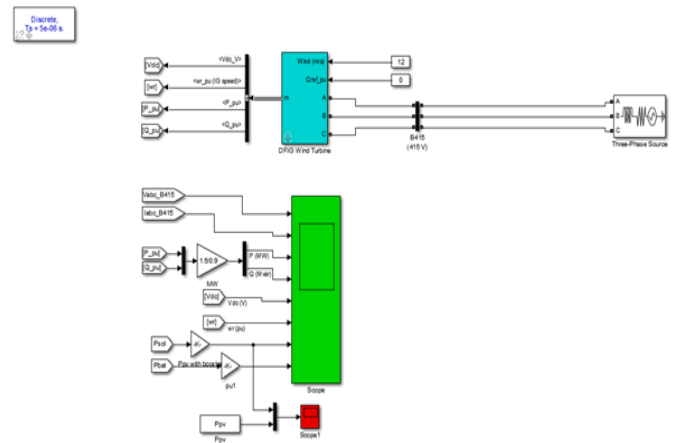 Discrete,
Ts = 5e-06 s.
[Vdc]
<Vdc_V>
Wind (m/s)
12
[wr]
<wr_pu (IG speed)>
Qref_pu
0
[P_pu]
<P_pu>
m
A
A
[Q_pu]
<Q_pu>
B
B
C
C
DFIG Wind Turbine
B415
(415 V)
Three-Phase Source
Vabc_B415
Iabc_B415
[P_pu]
[Q_pu]
1.5/0.9
P (MW)
Q (Mvar)
MW
[Vdc]
Vdc (V)
[wr]
wr (pu)
Psol
-K-
Pbat
Ppv with
-K-
pu1
Scope
Ppv
Ppv
Scope1